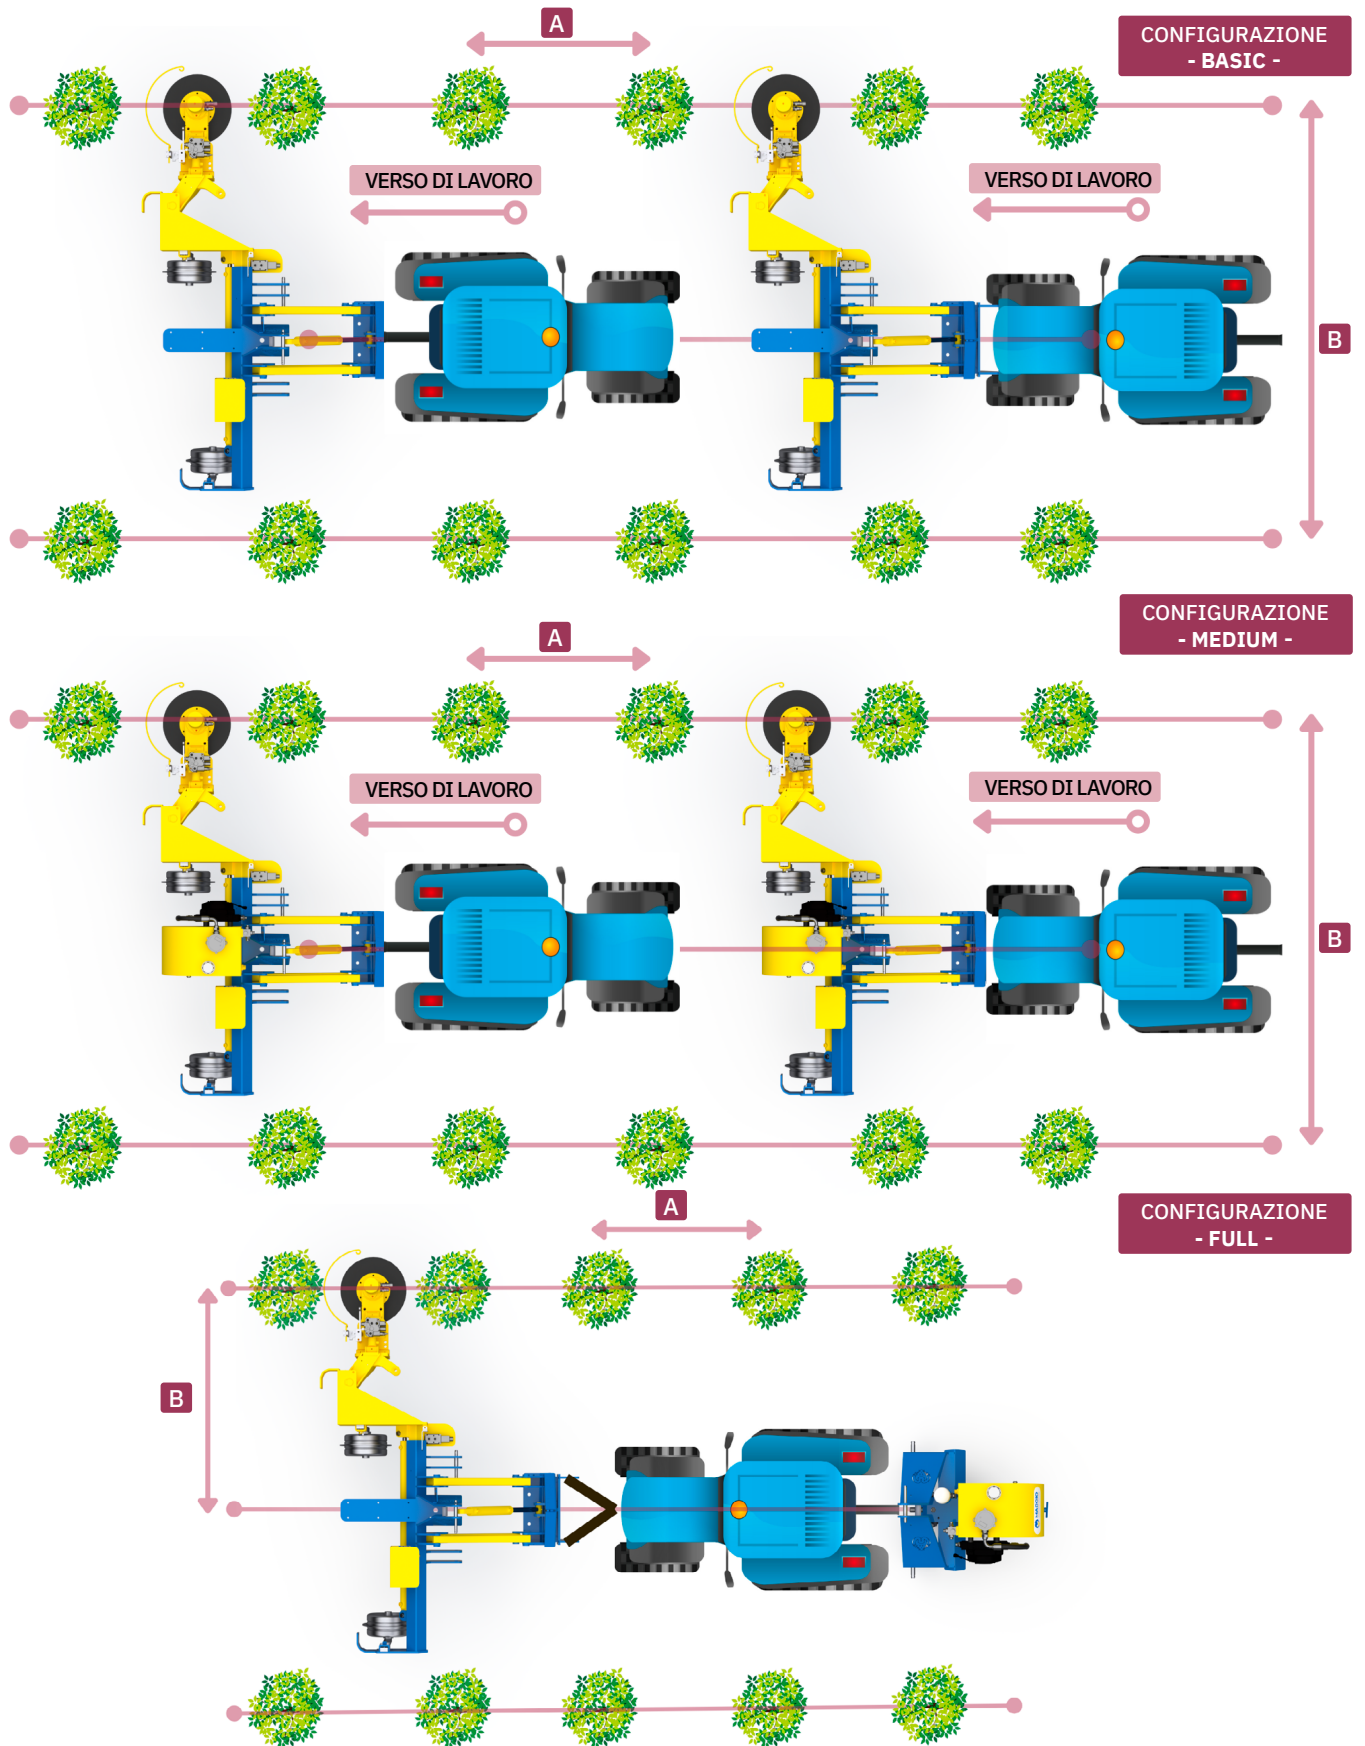 A
CONFIGURAZIONE
- BASIC -
VERSO DI LAVORO
VERSO DI LAVORO
B
CONFIGURAZIONE
- MEDIUM -
A
VERSO DI LAVORO
VERSO DI LAVORO
B
A
CONFIGURAZIONE
- FULL -
B